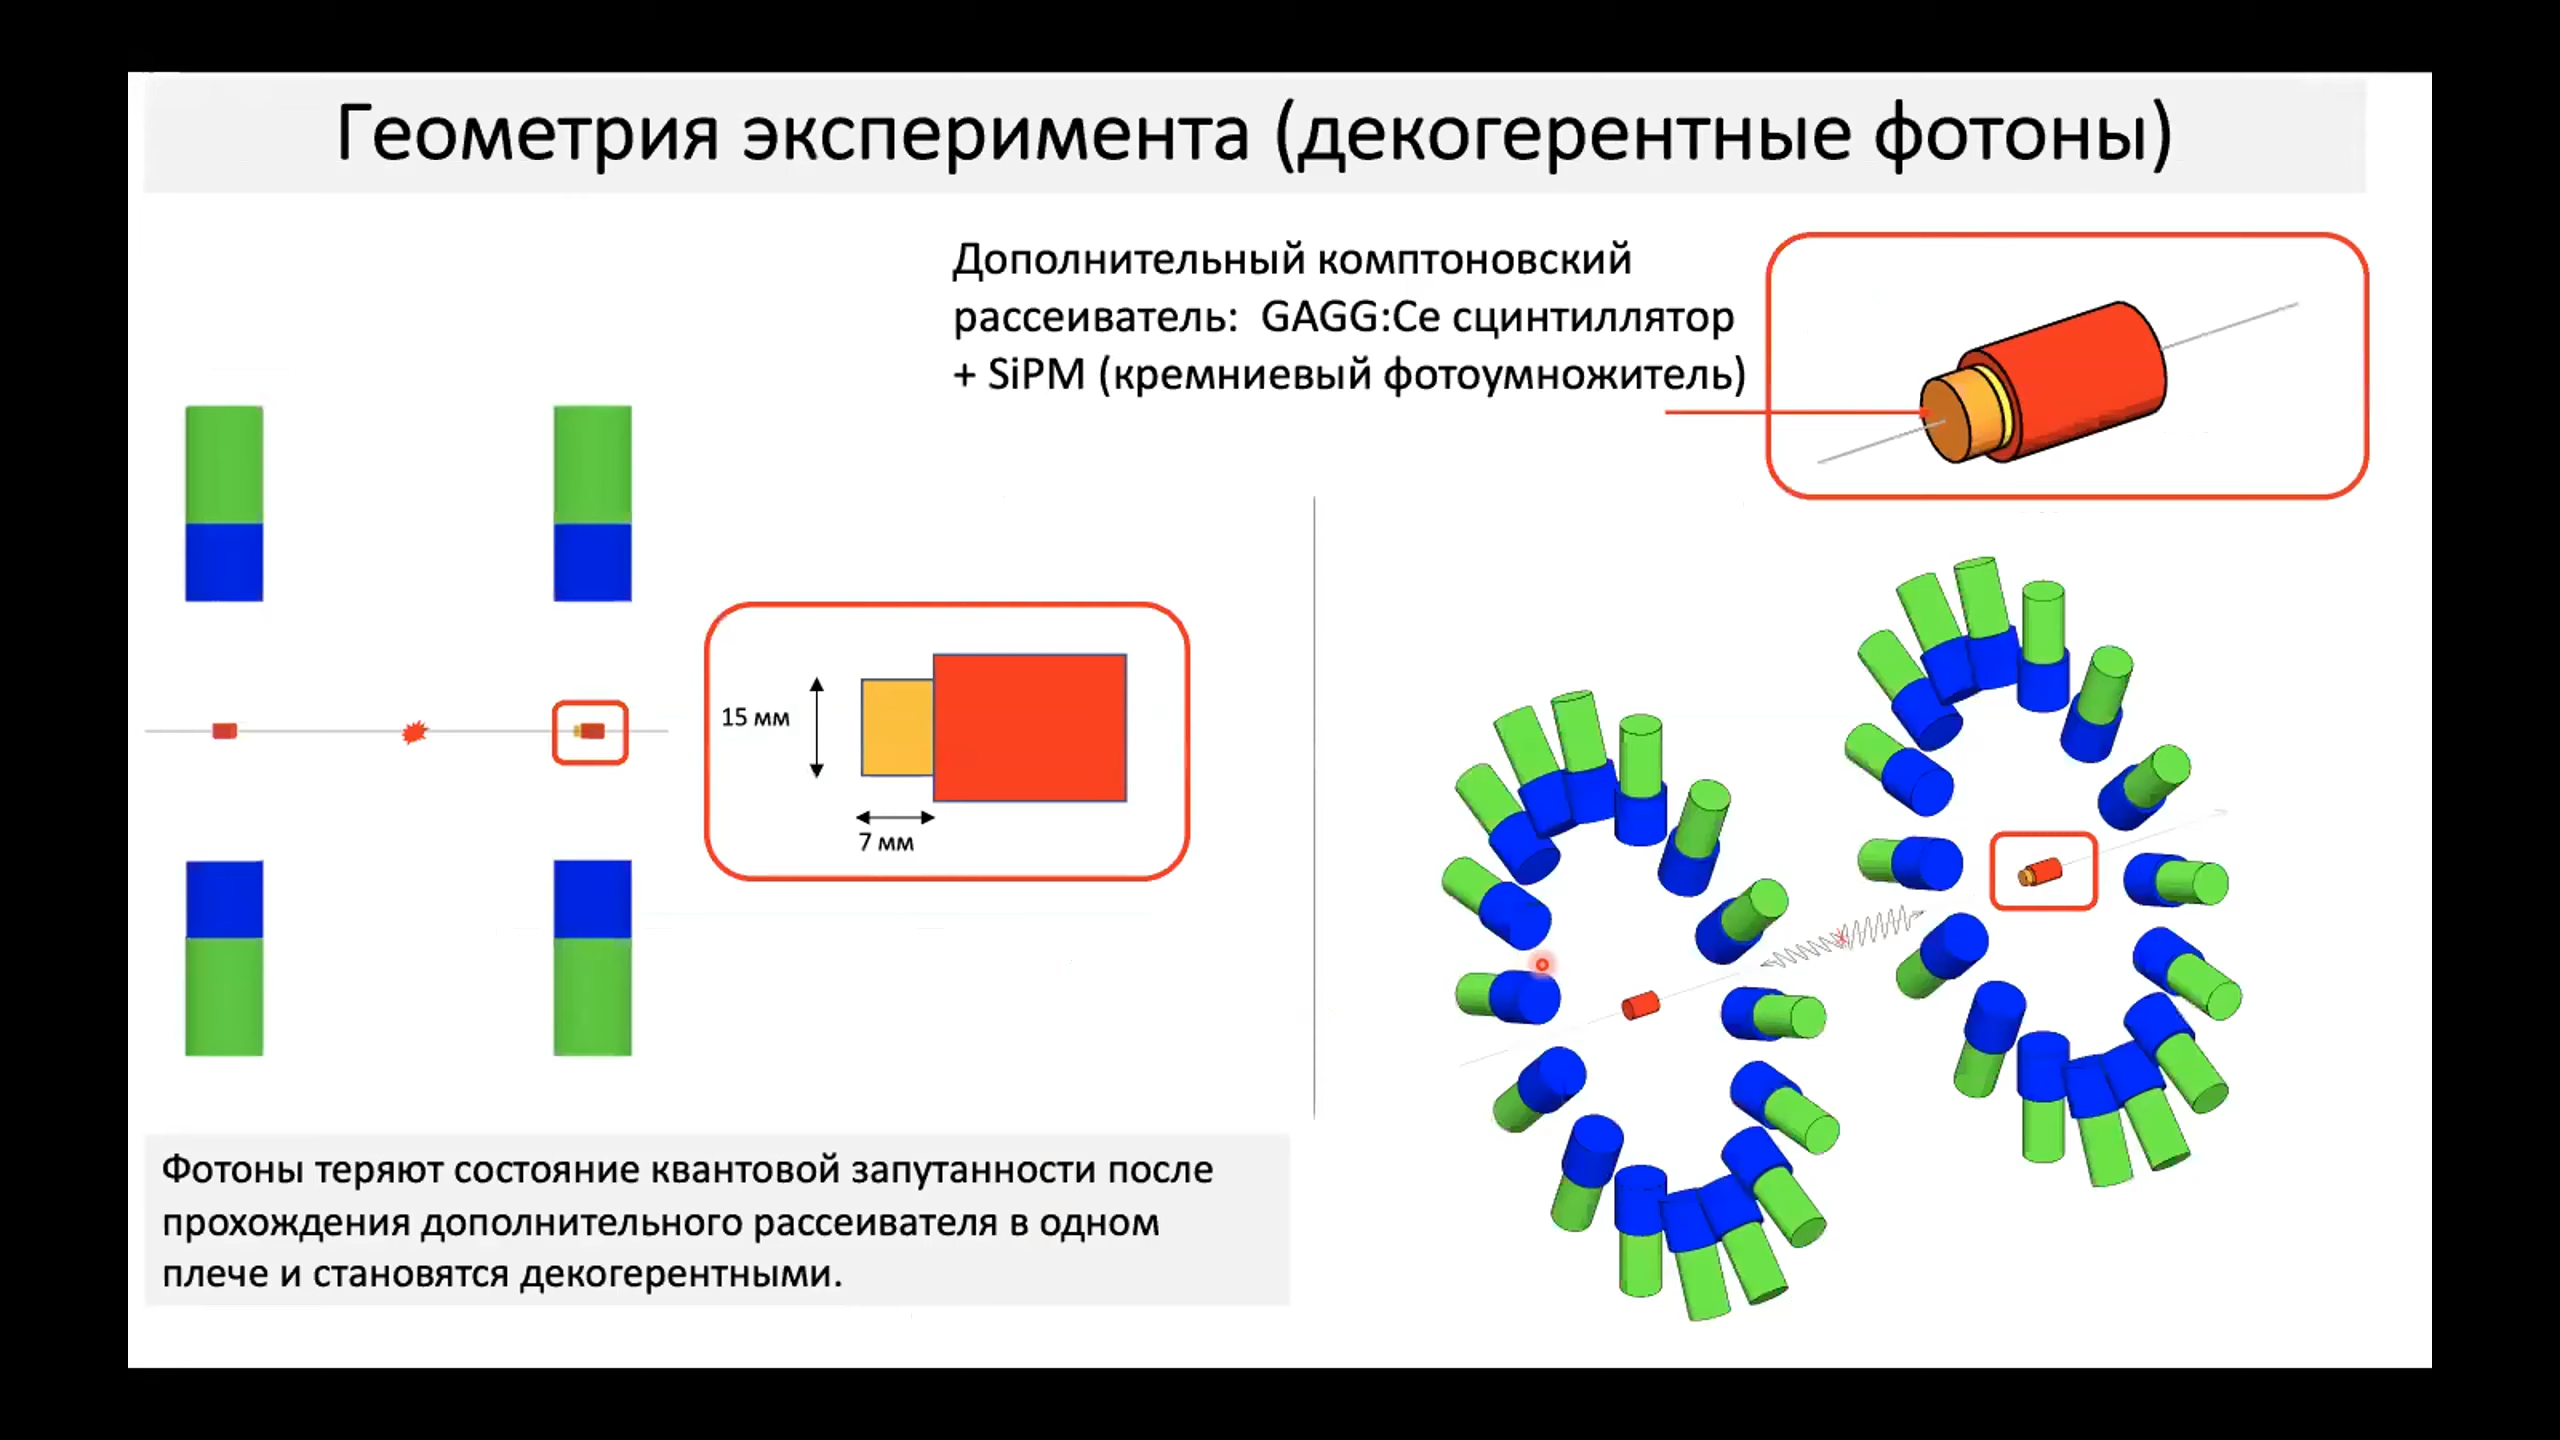 Геометрия эксперимента (декогерентные фотоны)
Дополнительный комптоновский
рассеиватель: GAGG:Ce сцинтиллятор
+ SiPM (кремниевый фотоумножитель)
15 мм
7 мм
Фотоны теряют состояние квантовой запутанности после
прохождения дополнительного рассеивателя в одном
плече и становятся декогерентными.